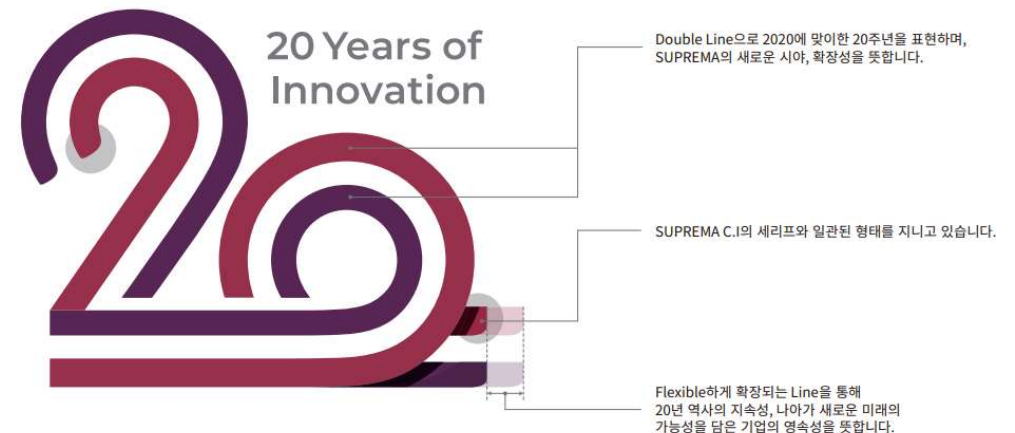 20 Years of
Innovation
20
Double Line으로 2020에 맞이한 20주년을 표현하며,
SUPREMA의 새로운 시야, 확장성을 뜻합니다.
SUPREMA C.I의 세리프와 일관된 형태를 지니고 있습니다.
Flexible하게 확장되는 Line을 통해
20년 역사의 지속성, 나아가 새로운 미래의
가능성을 담은 기업의 영속성을 뜻합니다.